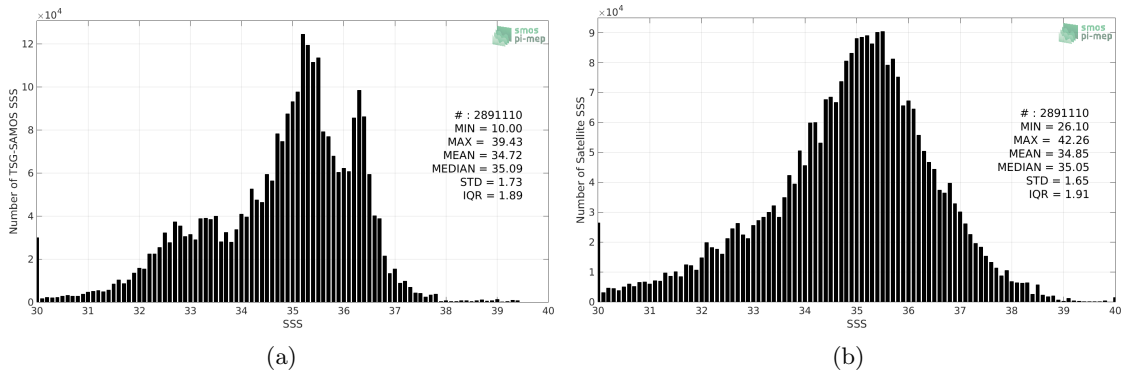 ×10⁴
smos
pi-mep
Number of TSG-SAMOS SSS
12
10
8
6
4
2
0
# : 2891110
MIN = 10.00
MAX = 39.43
MEAN = 34.72
MEDIAN = 35.09
STD = 1.73
IQR = 1.89
30 31 32 33 34 35 36 37 38 39 40
SSS
(a)
×10⁴
smos
pi-mep
Number of Satellite SSS
9
8
7
6
5
4
3
2
1
0
# : 2891110
MIN = 26.10
MAX = 42.26
MEAN = 34.85
MEDIAN = 35.05
STD = 1.65
IQR = 1.91
30 31 32 33 34 35 36 37 38 39 40
SSS
(b)